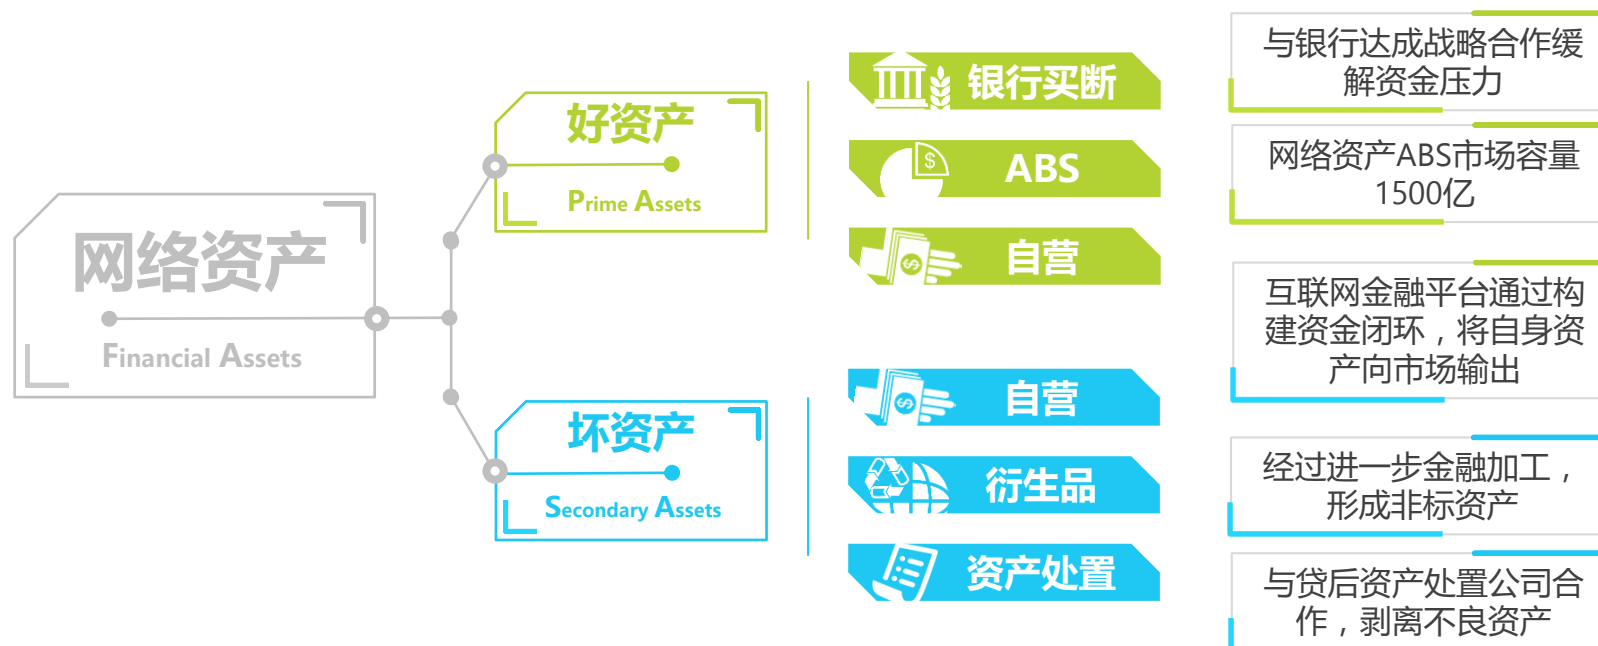 网络资产
Financial Assets
好资产
Prime Assets
坏资产
Secondary Assets
银行买断
ABS
$
自营
$
自营
$
衍生品
资产处置
与银行达成战略合作缓
解资金压力
网络资产ABS市场容量
1500亿
互联网金融平台通过构
建资金闭环，将自身资
产向市场输出
经过进一步金融加工，
形成非标资产
与贷后资产处置公司合
作，剥离不良资产